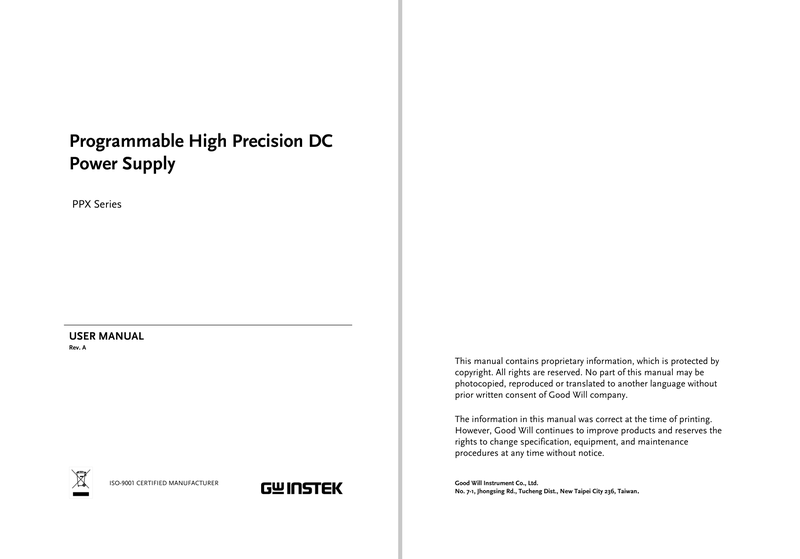 Programmable High Precision DC
Power Supply
PPX Series
USER MANUAL
Rev. A
ISO-9001 CERTIFIED MANUFACTURER
GWINSTEK
This manual contains proprietary information, which is protected by
copyright. All rights are reserved. No part of this manual may be
photocopied, reproduced or translated to another language without
prior written consent of Good Will company.
The information in this manual was correct at the time of printing.
However, Good Will continues to improve products and reserves the
rights to change specification, equipment, and maintenance
procedures at any time without notice.
Good Will Instrument Co., Ltd.
No. 7-1, Jhongsing Rd., Tucheng Dist., New Taipei City 236, Taiwan.